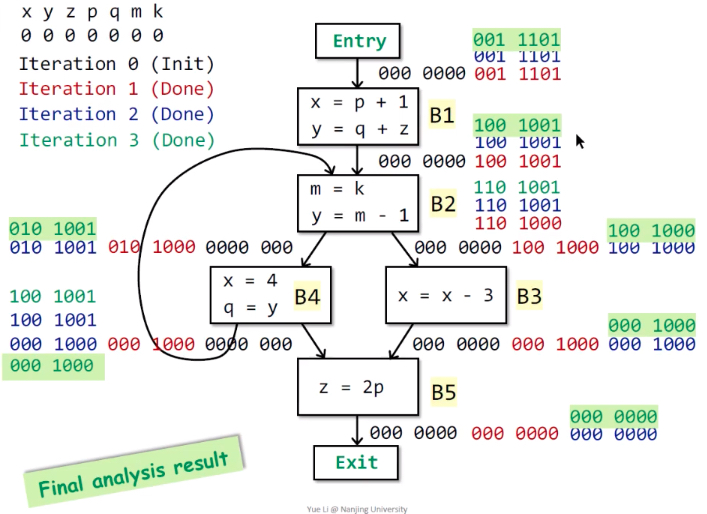 x y z p q m k
0 0 0 0 0 0 0
Iteration 0 (Init)
Iteration 1 (Done)
Iteration 2 (Done)
Iteration 3 (Done)
Entry
001 1101
001 1101
000 0000 001 1101
x = p + 1
y = q + z
B1
100 1001
100 1001
000 0000 100 1001
m = k
y = m - 1
B2
110 1001
110 1001
110 1000
010 1001
010 1001 010 1000 0000 000
100 1000
000 0000 100 1000 100 1000
x = 4
q = y
B4
x = x - 3
B3
100 1001
100 1001
000 1000 000 1000 0000 000
000 1000
000 1000
000 0000 000 1000 000 1000
z = 2p
B5
000 0000
000 0000 000 0000 000 0000
Exit
Final analysis result
Yue Li @ Nanjing University